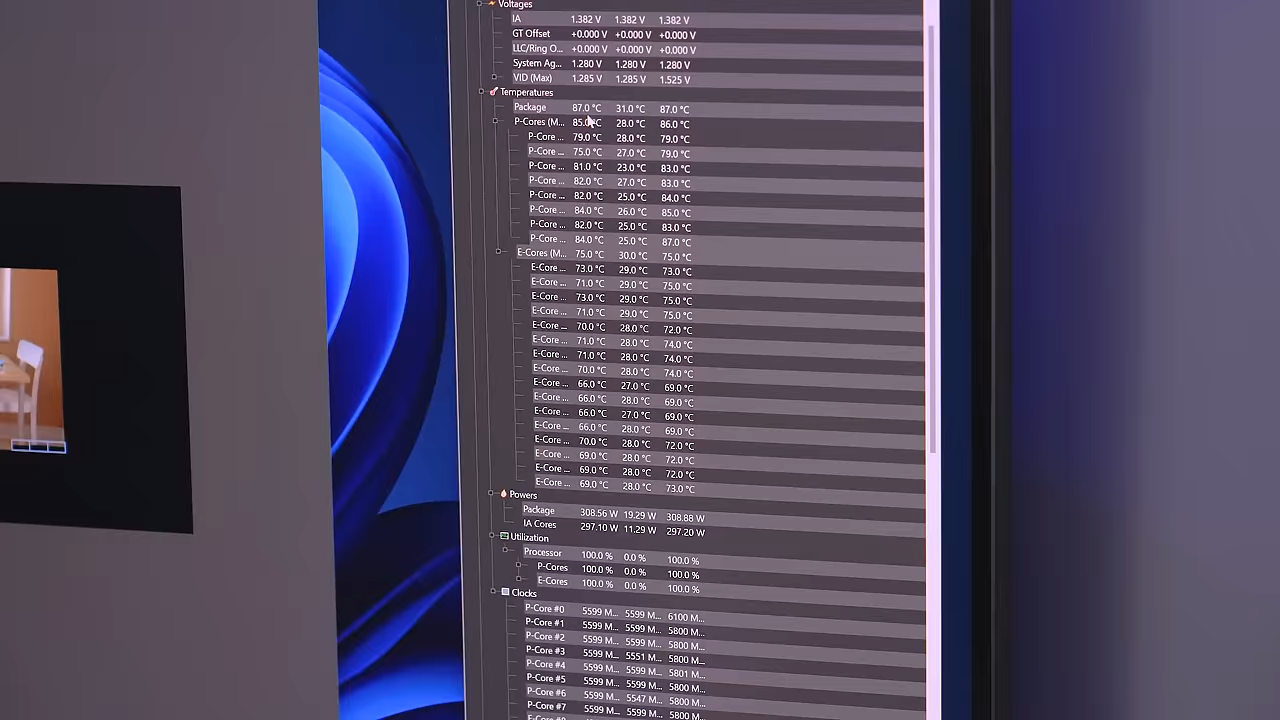 Voltages
IA 1.382 V 1.382 V 1.382 V
GT Offset +0.000 V +0.000 V +0.000 V
LLC/Ring O... +0.000 V +0.000 V +0.000 V
System Ag... 1.280 V 1.280 V 1.280 V
VID (Max) 1.285 V 1.285 V 1.525 V
Temperatures
Package 87.0 °C 31.0 °C 87.0 °C
P-Cores (M... 85.0 °C 28.0 °C 86.0 °C
P-Core ... 79.0 °C 28.0 °C 79.0 °C
P-Core ... 75.0 °C 27.0 °C 79.0 °C
P-Core ... 81.0 °C 23.0 °C 83.0 °C
P-Core ... 82.0 °C 27.0 °C 83.0 °C
P-Core ... 82.0 °C 25.0 °C 84.0 °C
P-Core ... 84.0 °C 26.0 °C 85.0 °C
P-Core ... 82.0 °C 25.0 °C 83.0 °C
P-Core ... 84.0 °C 25.0 °C 87.0 °C
E-Cores (M... 75.0 °C 30.0 °C 75.0 °C
E-Core ... 73.0 °C 29.0 °C 73.0 °C
E-Core ... 71.0 °C 29.0 °C 75.0 °C
E-Core ... 73.0 °C 29.0 °C 75.0 °C
E-Core ... 71.0 °C 29.0 °C 75.0 °C
E-Core ... 70.0 °C 28.0 °C 72.0 °C
E-Core ... 71.0 °C 28.0 °C 74.0 °C
E-Core ... 71.0 °C 28.0 °C 74.0 °C
E-Core ... 70.0 °C 28.0 °C 74.0 °C
E-Core ... 66.0 °C 27.0 °C 69.0 °C
E-Core ... 66.0 °C 28.0 °C 69.0 °C
E-Core ... 66.0 °C 27.0 °C 69.0 °C
E-Core ... 66.0 °C 28.0 °C 69.0 °C
E-Core ... 70.0 °C 28.0 °C 72.0 °C
E-Core ... 69.0 °C 28.0 °C 72.0 °C
E-Core ... 69.0 °C 28.0 °C 72.0 °C
E-Core ... 69.0 °C 28.0 °C 73.0 °C
Powers
Package 308.56 W 19.29 W 308.88 W
IA Cores 297.10 W 11.29 W 297.20 W
Utilization
Processor 100.0 % 0.0 % 100.0 %
P-Cores 100.0 % 0.0 % 100.0 %
E-Cores 100.0 % 0.0 % 100.0 %
Clocks
P-Core #0 5599 M... 5599 M... 6100 M...
P-Core #1 5599 M... 5599 M... 5800 M...
P-Core #2 5599 M... 5599 M... 5800 M...
P-Core #3 5599 M... 5551 M... 5800 M...
P-Core #4 5599 M... 5599 M... 5801 M...
P-Core #5 5599 M... 5599 M... 5800 M...
P-Core #6 5599 M... 5547 M... 5800 M...
P-Core #7 5599 M... 5599 M... 5800 M...